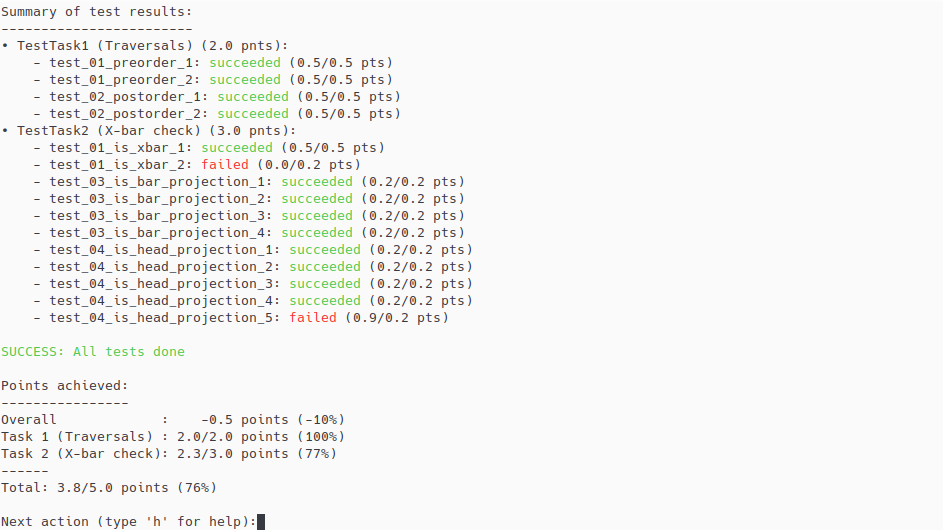 Summary of test results:
------------------------
• TestTask1 (Traversals) (2.0 pnts):
    - test_01_preorder_1: succeeded (0.5/0.5 pts)
    - test_01_preorder_2: succeeded (0.5/0.5 pts)
    - test_02_postorder_1: succeeded (0.5/0.5 pts)
    - test_02_postorder_2: succeeded (0.5/0.5 pts)
• TestTask2 (X-bar check) (3.0 pnts):
    - test_01_is_xbar_1: succeeded (0.5/0.5 pts)
    - test_01_is_xbar_2: failed (0.0/0.2 pts)
    - test_03_is_bar_projection_1: succeeded (0.2/0.2 pts)
    - test_03_is_bar_projection_2: succeeded (0.2/0.2 pts)
    - test_03_is_bar_projection_3: succeeded (0.2/0.2 pts)
    - test_03_is_bar_projection_4: succeeded (0.2/0.2 pts)
    - test_04_is_head_projection_1: succeeded (0.2/0.2 pts)
    - test_04_is_head_projection_2: succeeded (0.2/0.2 pts)
    - test_04_is_head_projection_3: succeeded (0.2/0.2 pts)
    - test_04_is_head_projection_4: succeeded (0.2/0.2 pts)
    - test_04_is_head_projection_5: failed (0.9/0.2 pts)
SUCCESS: All tests done
Points achieved:
----------------
Overall             :    -0.5 points (-10%)
Task 1 (Traversals) : 2.0/2.0 points (100%)
Task 2 (X-bar check): 2.3/3.0 points (77%)
------
Total: 3.8/5.0 points (76%)
Next action (type 'h' for help):